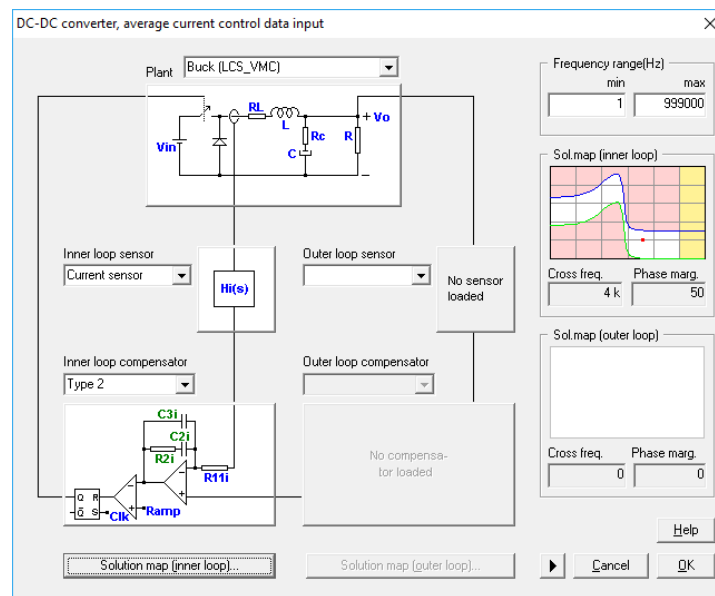 DC-DC converter, average current control data input
Plant
Buck (LCS_VMC)
RL
L
+ Vo
Rc
R
C
Vin
Inner loop sensor
Current sensor
Hi(s)
Outer loop sensor
No sensor
loaded
Inner loop compensator
Type 2
Outer loop compensator
C3i
C2i
R2i
R11i
Q R
Q S
Clk
Ramp
No compensa-
tor loaded
Solution map (inner loop)...
Solution map (outer loop)...
Frequency range(Hz)
min max
1 999000
Sol.map (inner loop)
Cross freq. Phase marg.
4 k 50
Sol.map (outer loop)
Cross freq. Phase marg.
0 0
Help
Cancel
OK